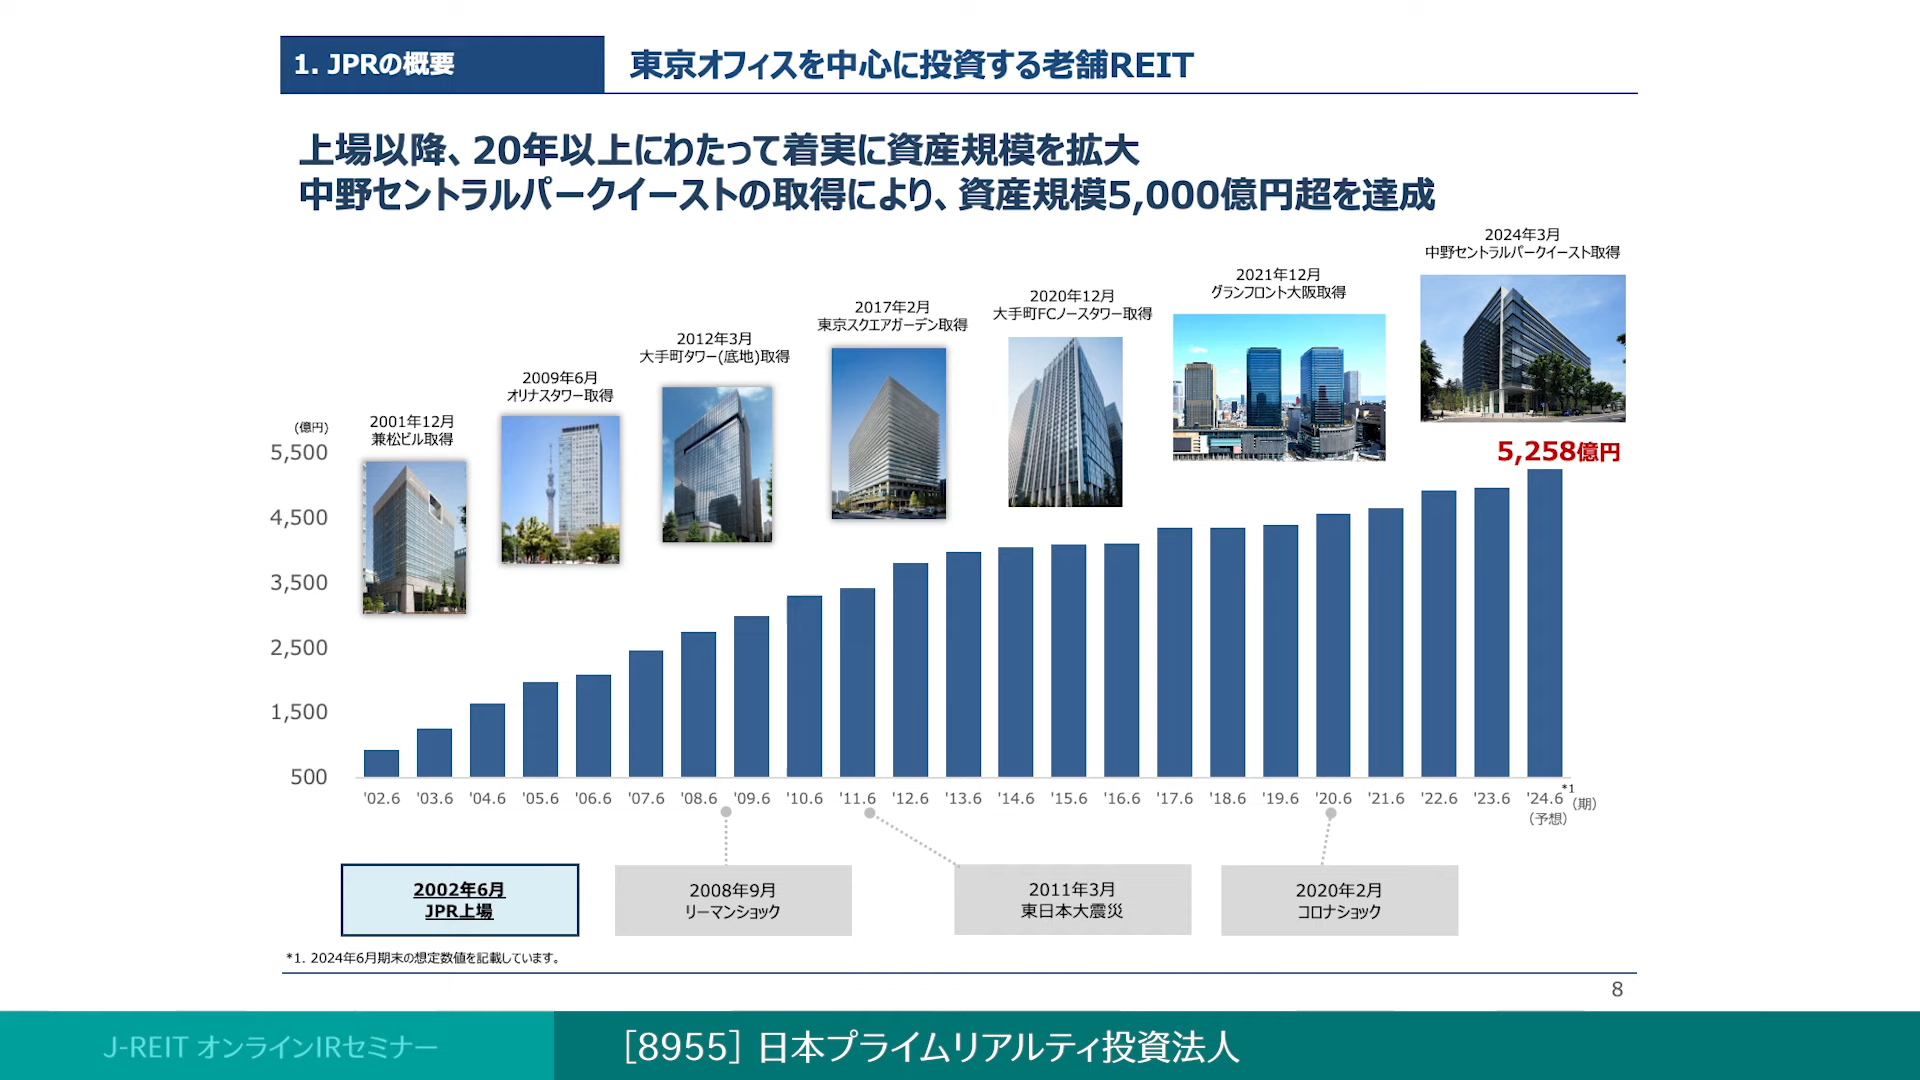 1. JPRの概要
東京オフィスを中心に投資する老舗REIT
上場以降、20年以上にわたって着実に資産規模を拡大
中野セントラルパークイーストの取得により、資産規模5,000億円超を達成
2024年3月
中野セントラルパークイースト取得
2021年12月
グランフロント大阪取得
2020年12月
大手町FCノースタワー取得
2017年2月
東京スクエアガーデン取得
2012年3月
大手町タワー(底地)取得
2009年6月
オリナスタワー取得
2001年12月
兼松ビル取得
(億円)
5,500
4,500
3,500
2,500
1,500
500
5,258億円
'02.6 '03.6 '04.6 '05.6 '06.6 '07.6 '08.6 '09.6 '10.6 '11.6 '12.6 '13.6 '14.6 '15.6 '16.6 '17.6 '18.6 '19.6 '20.6 '21.6 '22.6 '23.6 '24.6 *1 (期)
(予想)
2002年6月
JPR上場
2008年9月
リーマンショック
2011年3月
東日本大震災
2020年2月
コロナショック
*1. 2024年6月期末の想定数値を記載しています。
8
J-REIT オンラインIRセミナー
[8955] 日本プライムリアルティ投資法人